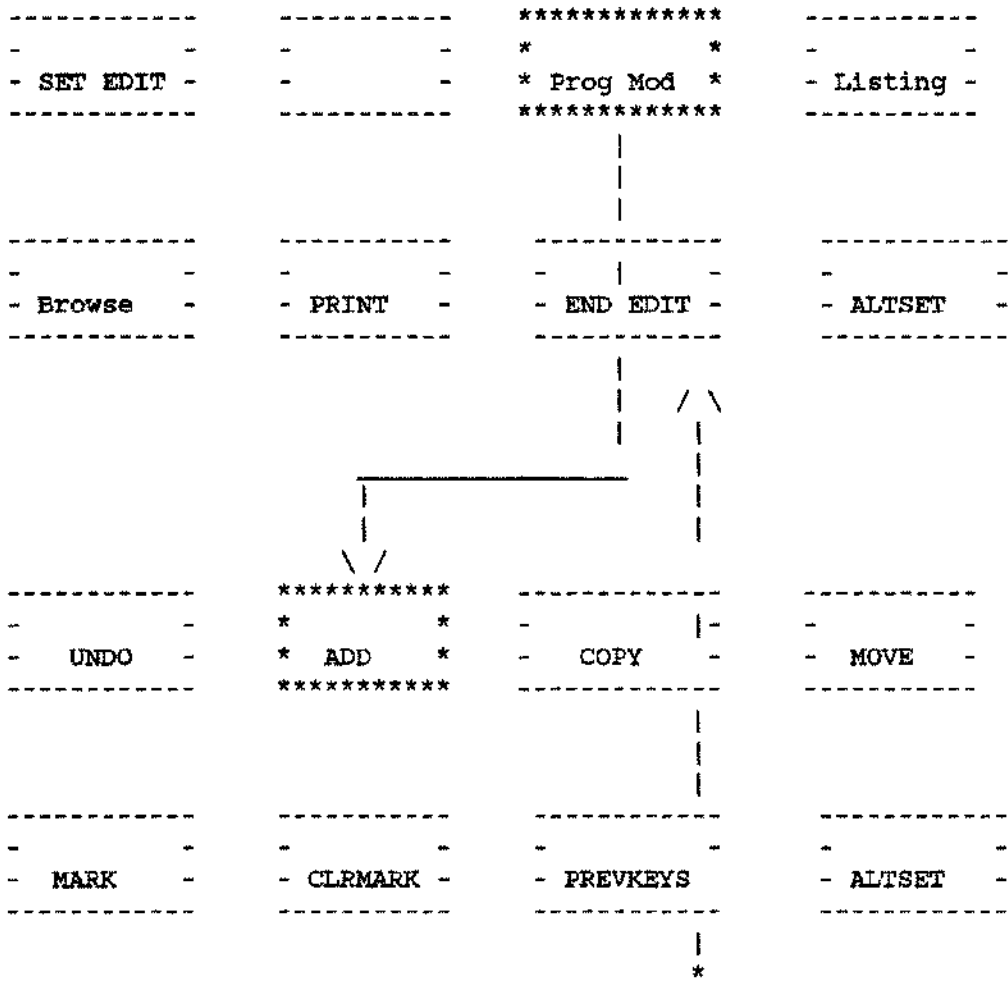 SET EDIT
Prog Mod
Listing
Browse
PRINT
END EDIT
ALTSET
UNDO
ADD
COPY
MOVE
MARK
CLRMARK
PREVKEYS
ALTSET